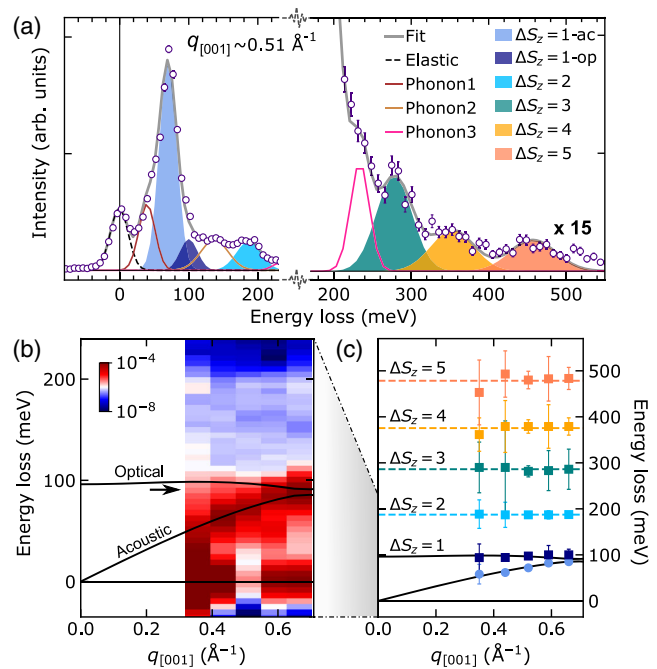 (a)
q[001]~0.51 Å⁻¹
Fit
Elastic
Phonon1
Phonon2
Phonon3
ΔSz = 1-ac
ΔSz = 1-op
ΔSz = 2
ΔSz = 3
ΔSz = 4
ΔSz = 5
x 15
Intensity (arb. units)
0 100 200 200 300 400 500
Energy loss (meV)
(b)
10⁻⁴
10⁻⁸
Optical
Acoustic
Energy loss (meV)
200
100
0
0.0 0.2 0.4 0.6
q[001] (Å⁻¹)
(c)
ΔSz = 5
ΔSz = 4
ΔSz = 3
ΔSz = 2
ΔSz = 1
500
400
300
200
100
0
Energy loss (meV)
0.0 0.2 0.4 0.6
q[001] (Å⁻¹)